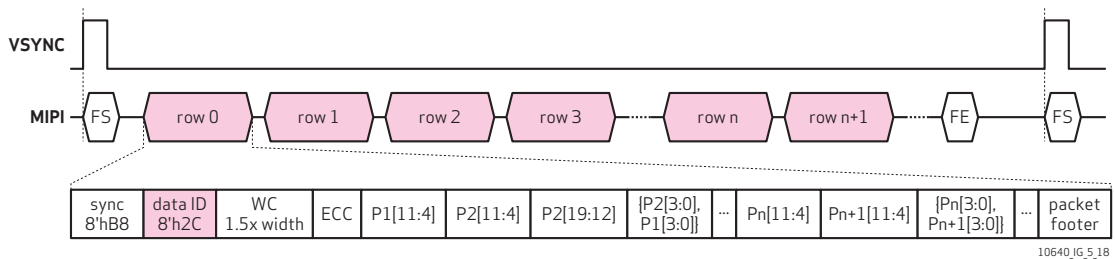 VSYNC
MIPI FS row 0 row 1 row 2 row 3 row n row n+1 FE FS
sync data ID WC ECC P1[11:4] P2[11:4] P2[19:12] {P2[3:0], ... Pn[11:4] Pn+1[11:4] {Pn[3:0], ... packet
8'hB8 8'h2C 1.5x width P1[3:0]} Pn+1[3:0]} footer
10640_IG_5_18